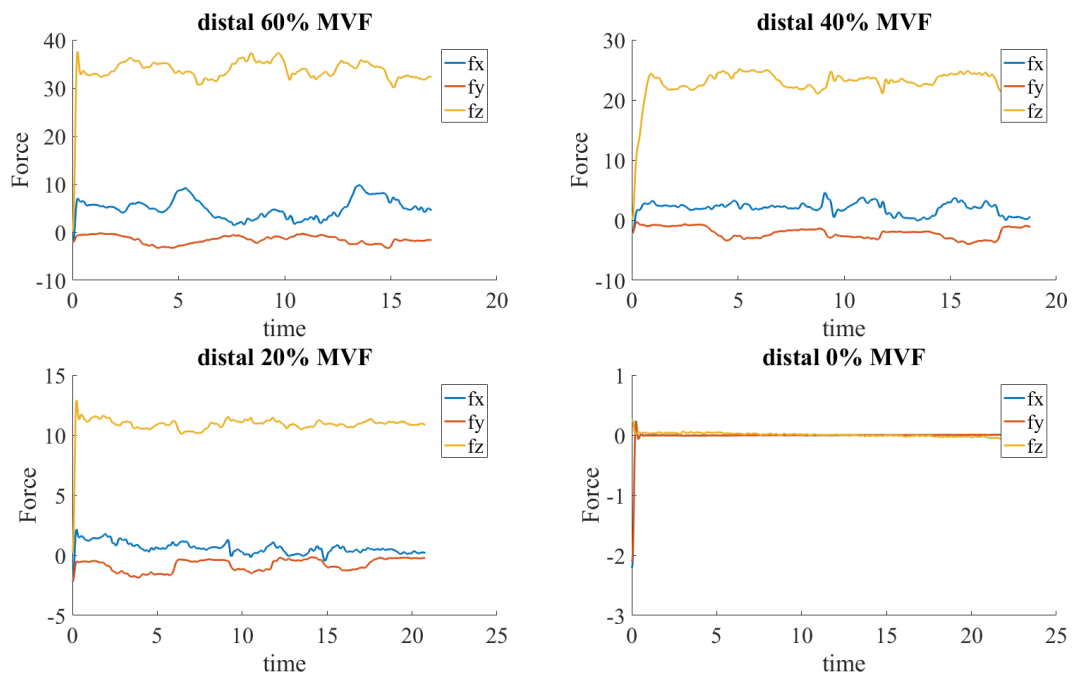 distal 60% MVF
40
30
20
10
0
-10
Force
0 5 10 15 20
time
fx
fy
fz
distal 40% MVF
30
20
10
0
-10
Force
0 5 10 15 20
time
fx
fy
fz
distal 20% MVF
15
10
5
0
-5
Force
0 5 10 15 20 25
time
fx
fy
fz
distal 0% MVF
1
0
-1
-2
-3
Force
0 5 10 15 20 25
time
fx
fy
fz